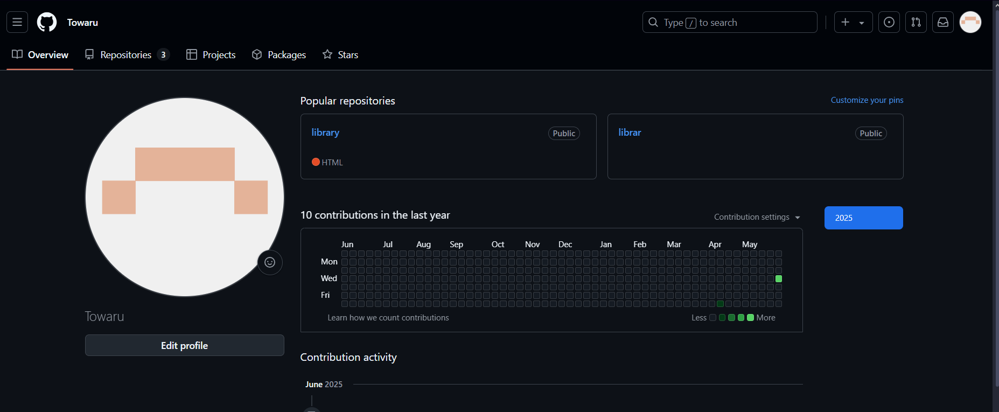 Towaru
Type / to search
Overview
Repositories 3
Projects
Packages
Stars
Popular repositories
Customize your pins
library
Public
HTML
librar
Public
10 contributions in the last year
Contribution settings
2025
Jun Jul Aug Sep Oct Nov Dec Jan Feb Mar Apr May
Mon
Wed
Fri
Learn how we count contributions
Less More
Towaru
Edit profile
Contribution activity
June 2025